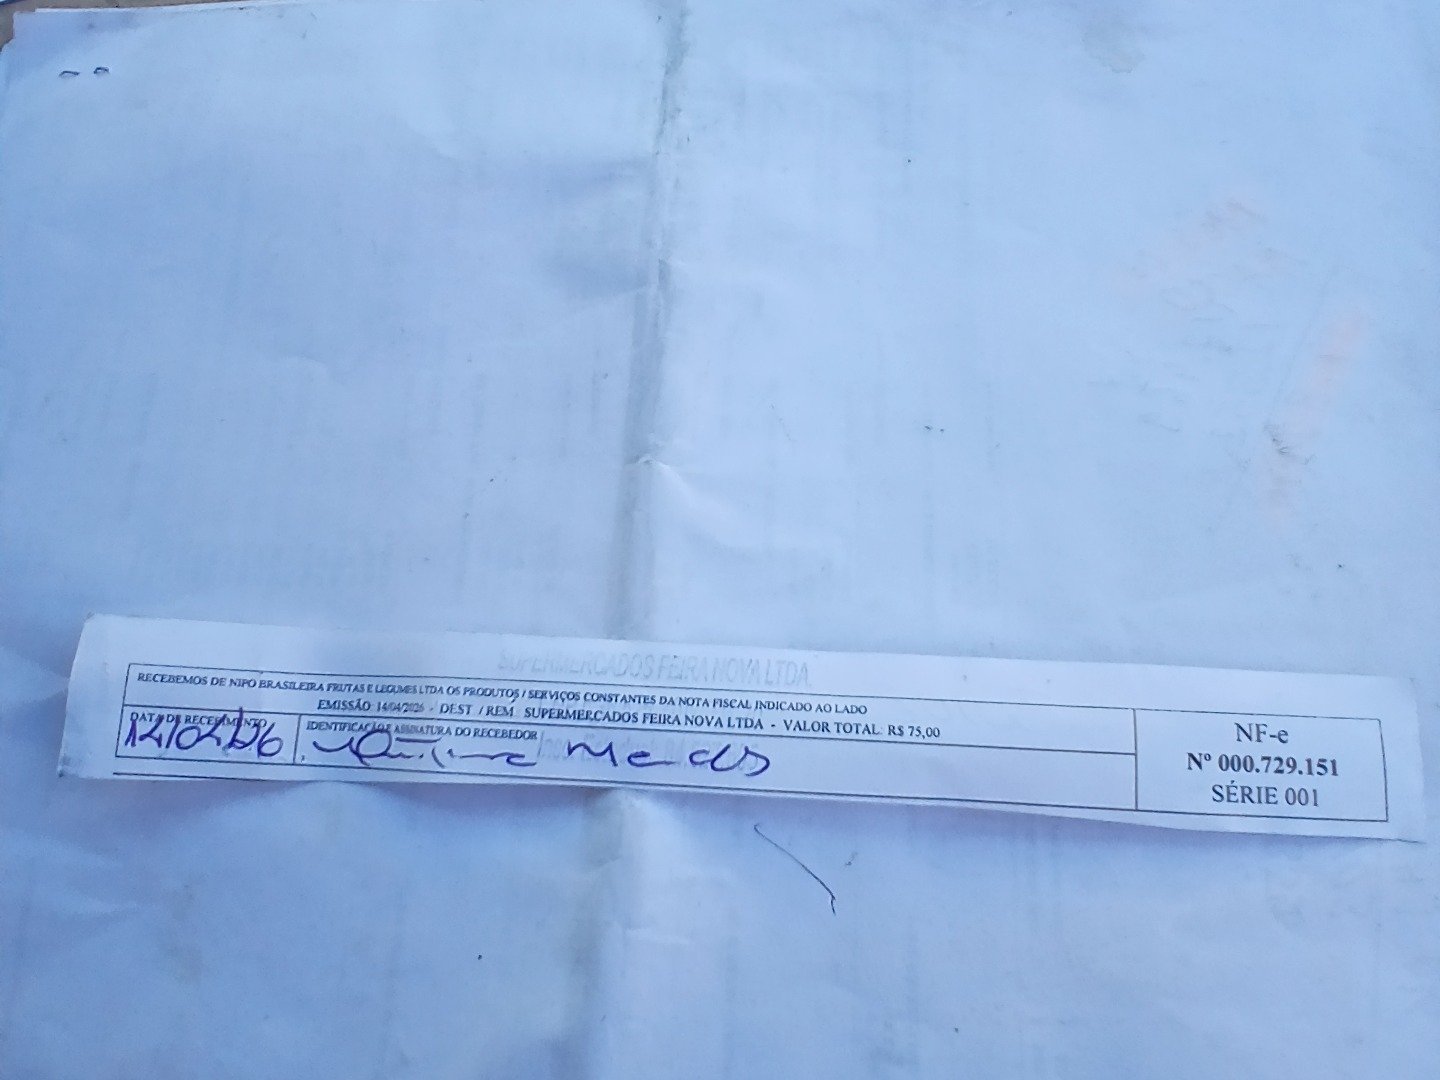 SUPERMERCADOS FEIRA NOVA LTDA.
RECEBEMOS DE NIPO BRASILEIRA FRUTAS E LEGUMES LTDA OS PRODUTOS / SERVIÇOS CONSTANTES DA NOTA FISCAL INDICADO AO LADO
EMISSÃO: 14/04/2026 - DEST. / REM.: SUPERMERCADOS FEIRA NOVA LTDA - VALOR TOTAL: R$ 75,00
DATA DE RECEBIMENTO
IDENTIFICAÇÃO E ASSINATURA DO RECEBEDOR
NF-e
Nº 000.729.151
SÉRIE 001